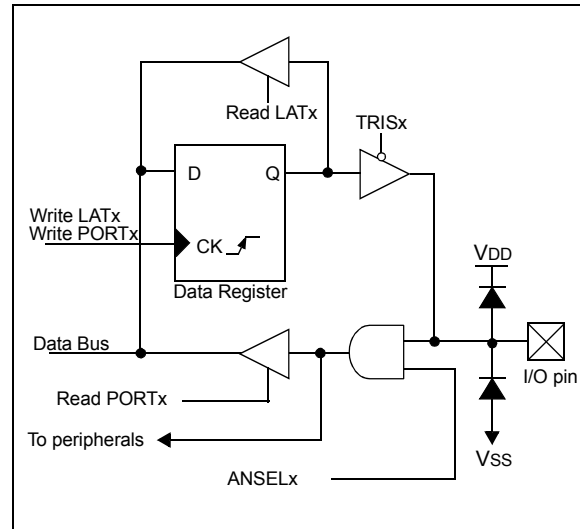 Read LATx
TRISx
D
Q
Write LATx
Write PORTx
CK
VDD
Data Register
Data Bus
I/O pin
Read PORTx
To peripherals
VSS
ANSELx